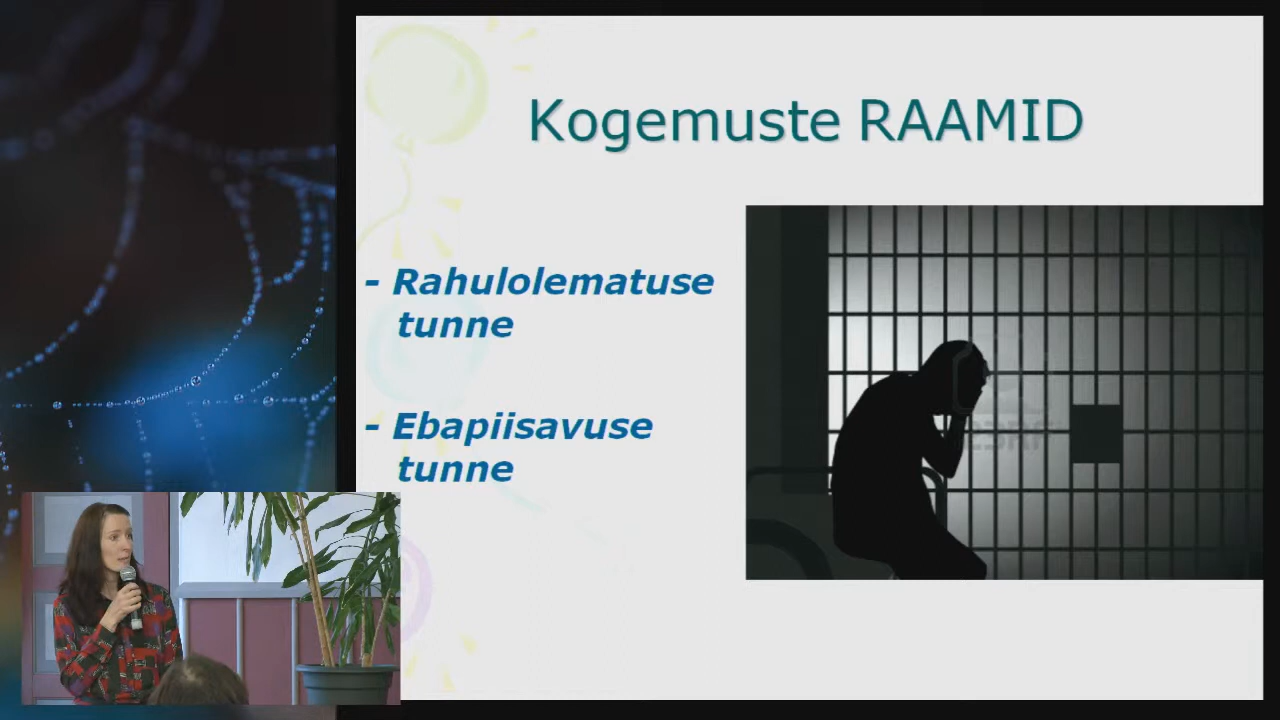 Kogemuste RAAMID
- Rahulolematuse
tunne
- Ebapiisavuse
tunne